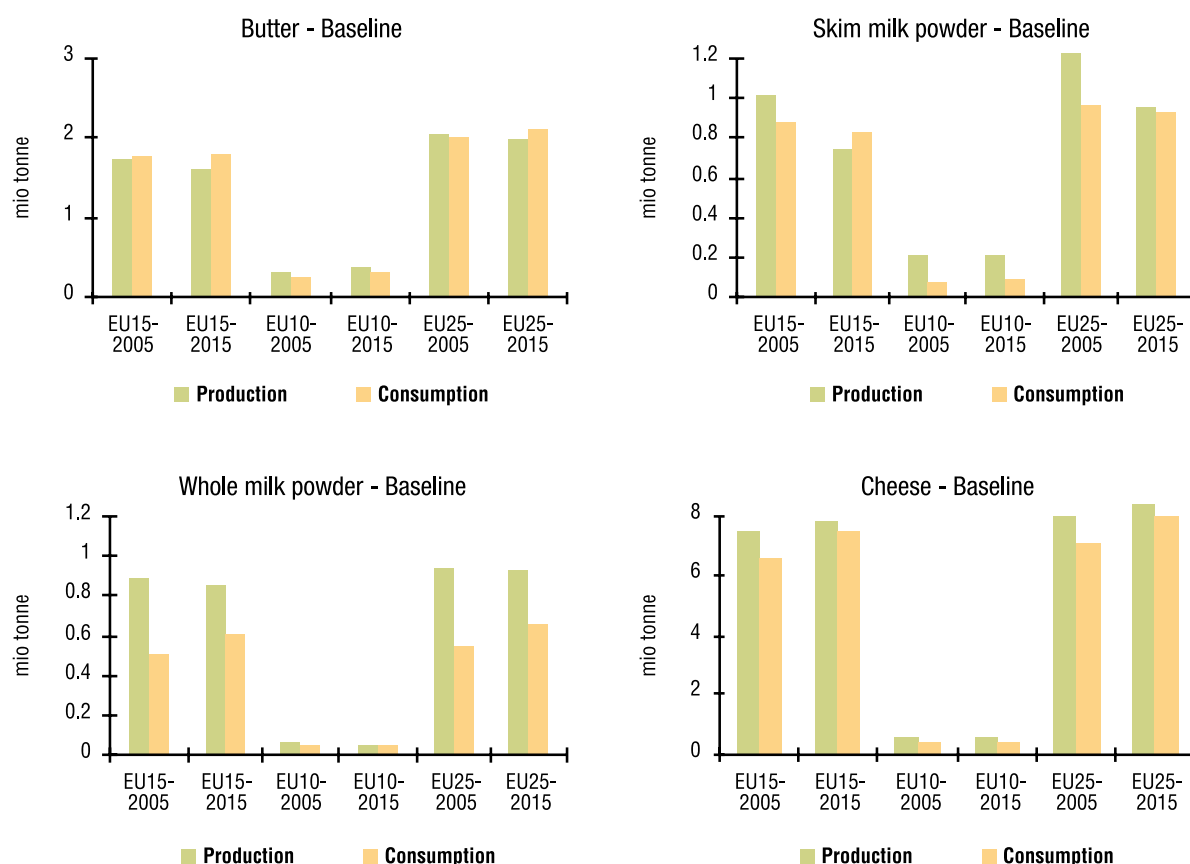 Butter - Baseline
3
2
1
0
mio tonne
EU15-
2005
EU15-
2015
EU10-
2005
EU10-
2015
EU25-
2005
EU25-
2015
Production
Consumption
Skim milk powder - Baseline
1.2
1
0.8
0.6
0.4
0.2
0
mio tonne
EU15-
2005
EU15-
2015
EU10-
2005
EU10-
2015
EU25-
2005
EU25-
2015
Production
Consumption
Whole milk powder - Baseline
1.2
1
0.8
0.6
0.4
0.2
0
mio tonne
EU15-
2005
EU15-
2015
EU10-
2005
EU10-
2015
EU25-
2005
EU25-
2015
Production
Consumption
Cheese - Baseline
8
6
4
2
0
mio tonne
EU15-
2005
EU15-
2015
EU10-
2005
EU10-
2015
EU25-
2005
EU25-
2015
Production
Consumption